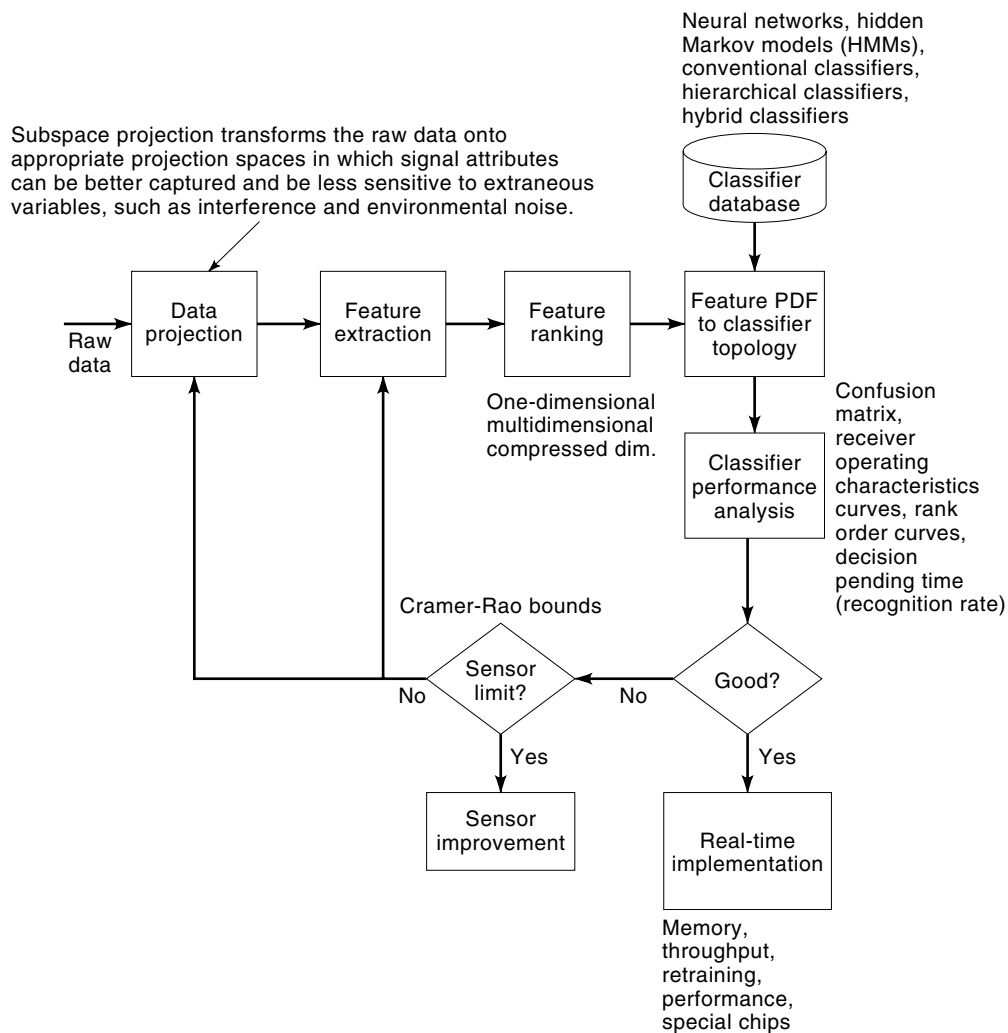 Neural networks, hidden
Markov models (HMMs),
conventional classifiers,
hierarchical classifiers,
hybrid classifiers
Subspace projection transforms the raw data onto
appropriate projection spaces in which signal attributes
can be better captured and be less sensitive to extraneous
variables, such as interference and environmental noise.
Classifier
database
Raw
data
Data
projection
Feature
extraction
Feature
ranking
Feature PDF
to classifier
topology
One-dimensional
multidimensional
compressed dim.
Classifier
performance
analysis
Confusion
matrix,
receiver
operating
characteristics
curves, rank
order curves,
decision
pending time
(recognition rate)
Cramer-Rao bounds
Sensor
limit?
No
Good?
No
Yes
Yes
Sensor
improvement
Real-time
implementation
Memory,
throughput,
retraining,
performance,
special chips